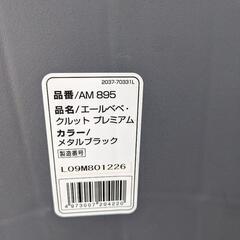 2037-70331L
品番/AM 895
品名/エールベベ・
クルット プレミアム
カラー/
メタルブラック
製造番号
L09M801226
4973007204220